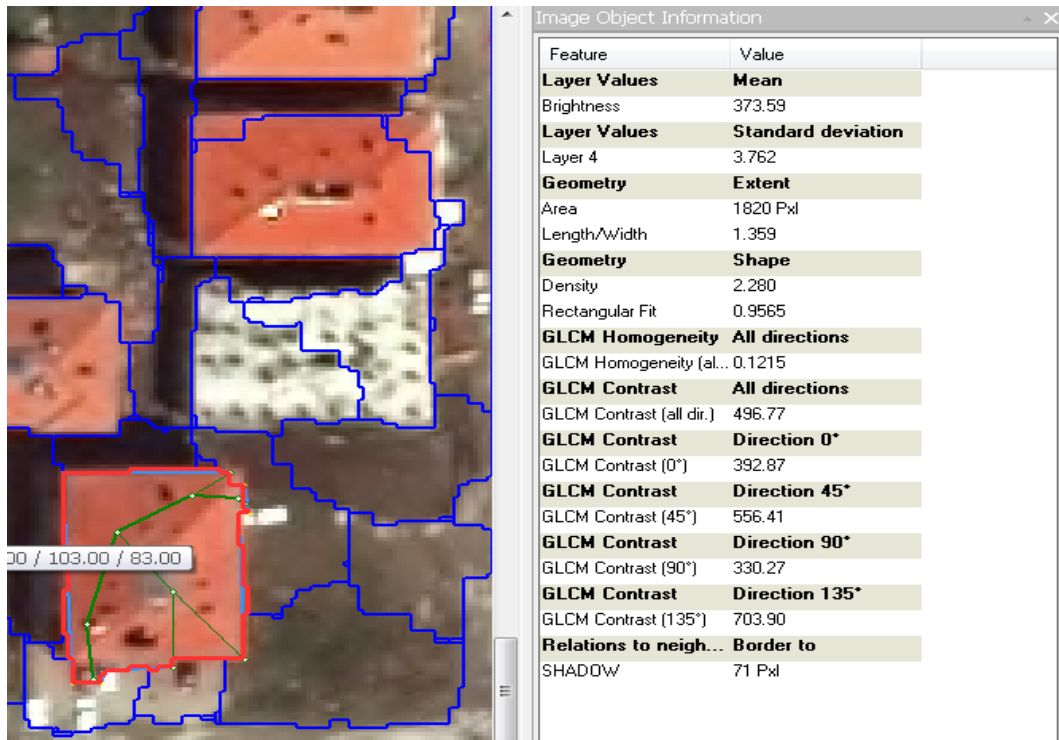 Image Object Information
Feature Value
Layer Values Mean
Brightness 373.59
Layer Values Standard deviation
Layer 4 3.762
Geometry Extent
Area 1820 Pxl
Length/Width 1.359
Geometry Shape
Density 2.280
Rectangular Fit 0.9565
GLCM Homogeneity All directions
GLCM Homogeneity (al... 0.1215
GLCM Contrast All directions
GLCM Contrast (all dir.) 496.77
GLCM Contrast Direction 0°
GLCM Contrast (0°) 392.87
GLCM Contrast Direction 45°
GLCM Contrast (45°) 556.41
GLCM Contrast Direction 90°
GLCM Contrast (90°) 330.27
GLCM Contrast Direction 135°
GLCM Contrast (135°) 703.90
Relations to neigh... Border to
SHADOW 71 Pxl
00 / 103.00 / 83.00